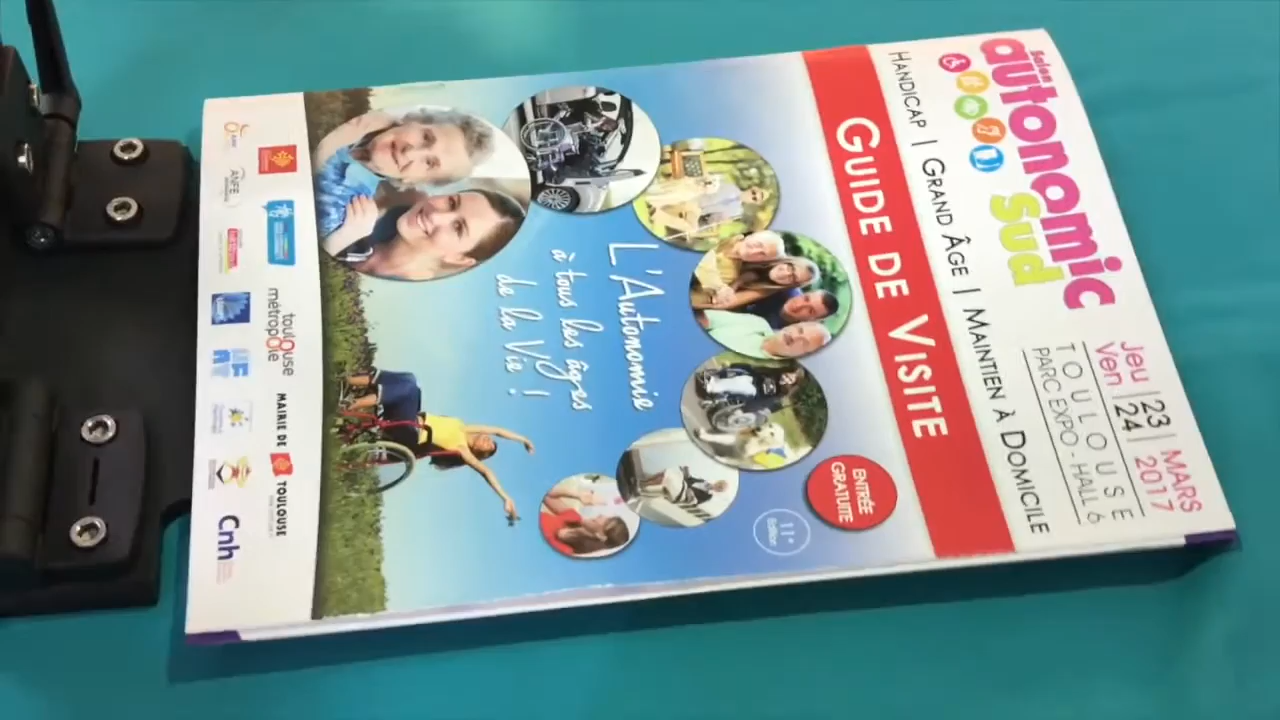 Salon
autonomic
Sud
Jeu | 23 | MARS
Ven | 24 | 2017
TOULOUSE
PARC EXPO - HALL 6
HANDICAP | GRAND ÂGE | MAINTIEN À DOMICILE
GUIDE DE VISITE
ENTRÉE
GRATUITE
11e
Edition
L'Autonomie
à tous les âges
de la Vie !
toulouse
métropole
MAIRIE DE TOULOUSE
ANFE
Cnh